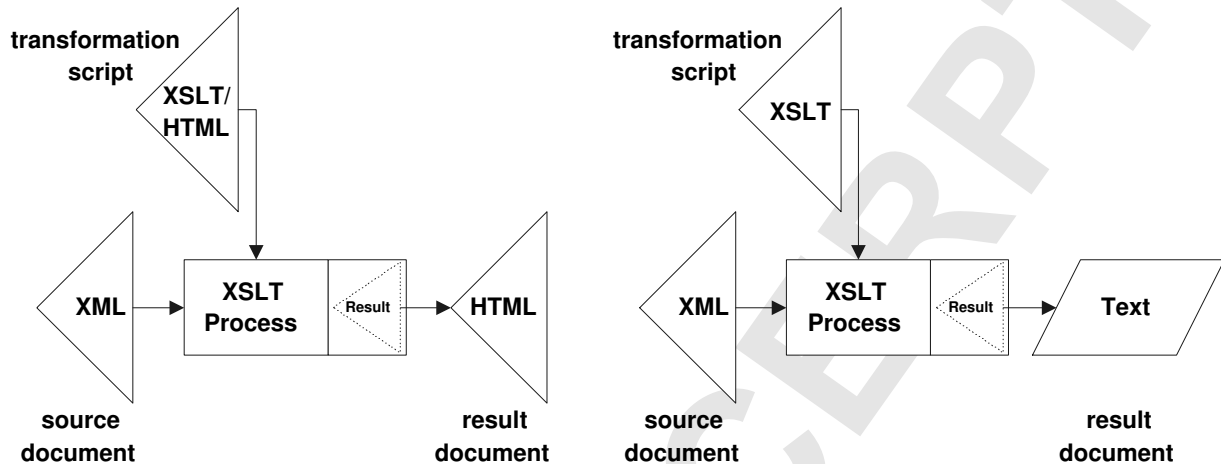 transformation
script
XSLT/
HTML
XML
XSLT
Process
Result
HTML
source
document
result
document
transformation
script
XSLT
XML
XSLT
Process
Result
Text
source
document
result
document
CERPT